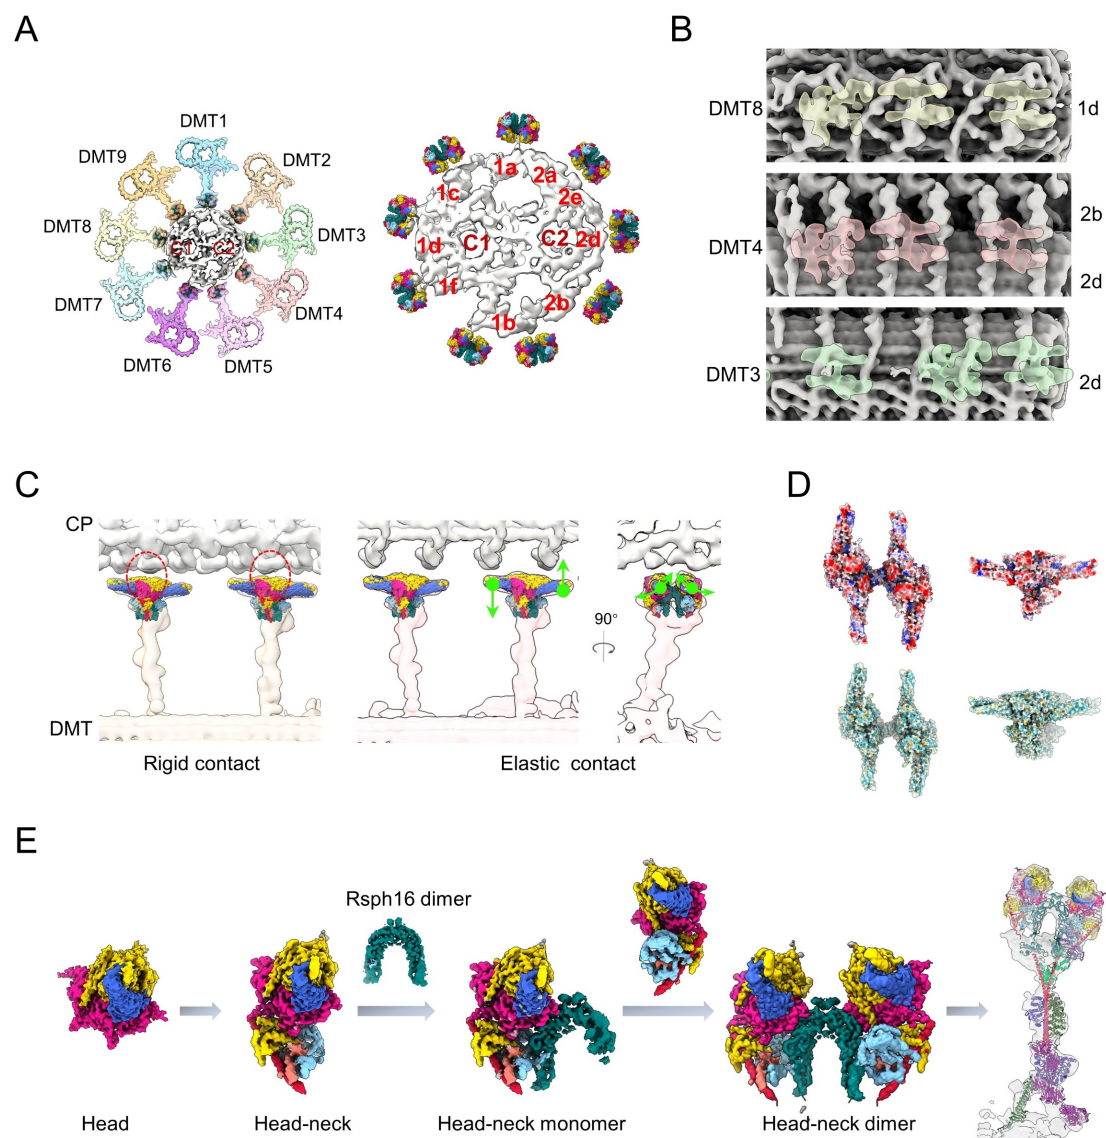 A
DMT1
DMT2
DMT3
DMT4
DMT5
DMT6
DMT7
DMT8
DMT9
C1
C2
1a
2a
2e
2d
2b
1b
1f
1d
1c
C1
C2
B
DMT8
1d
DMT4
2b
2d
DMT3
2d
C
CP
DMT
90°
Rigid contact
Elastic contact
D
E
Rsph16 dimer
Head
Head-neck
Head-neck monomer
Head-neck dimer